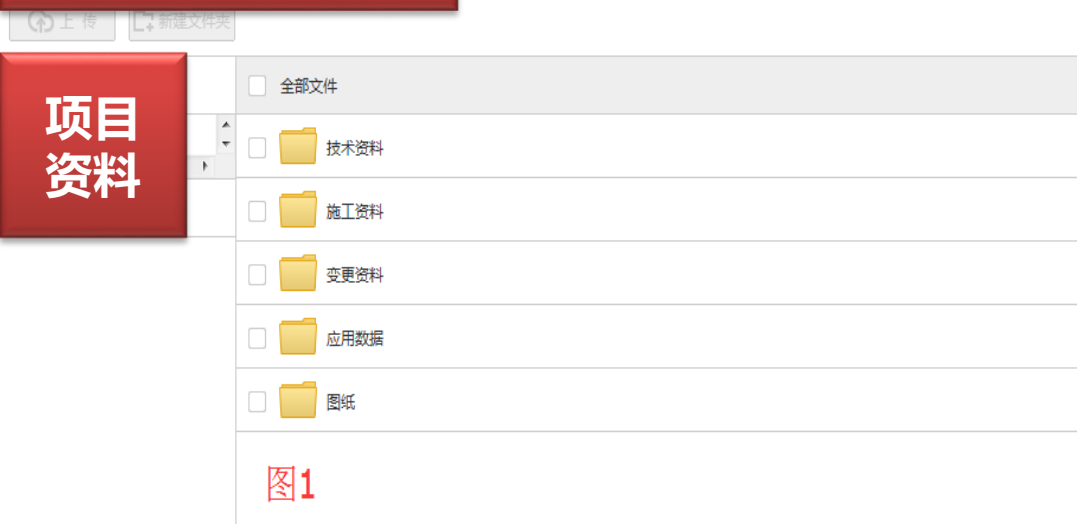 上 传 新建文件夹
项目
资料
全部文件
技术资料
施工资料
变更资料
应用数据
图纸
图1